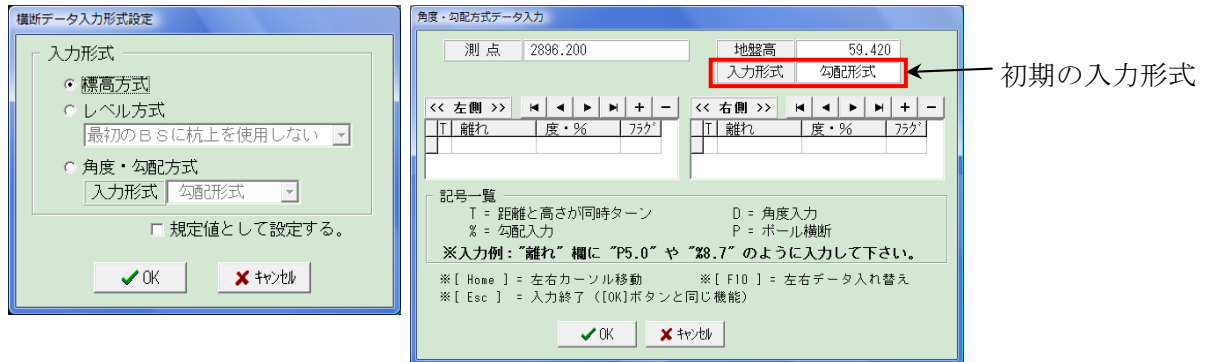 横断データ入力形式設定
入力形式
標高方式
レベル方式
最初のＢＳに杭上を使用しない
角度・勾配方式
入力形式 勾配形式
規定値として設定する。
OK キャンセル
角度・勾配方式データ入力
測 点 2896.200 地盤高 59.420
入力形式 勾配形式
初期の入力形式
<< 左側 >> + − << 右側 >> + −
T 離れ 度・% フラグ T 離れ 度・% フラグ
記号一覧
T = 距離と高さが同時ターン D = 角度入力
% = 勾配入力 P = ポール横断
※入力例："離れ" 欄に "P5.0" や "%8.7" のように入力して下さい。
※[ Home ] = 左右カーソル移動 ※[ F10 ] = 左右データ入れ替え
※[ Esc ] = 入力終了（[OK]ボタンと同じ機能）
OK キャンセル